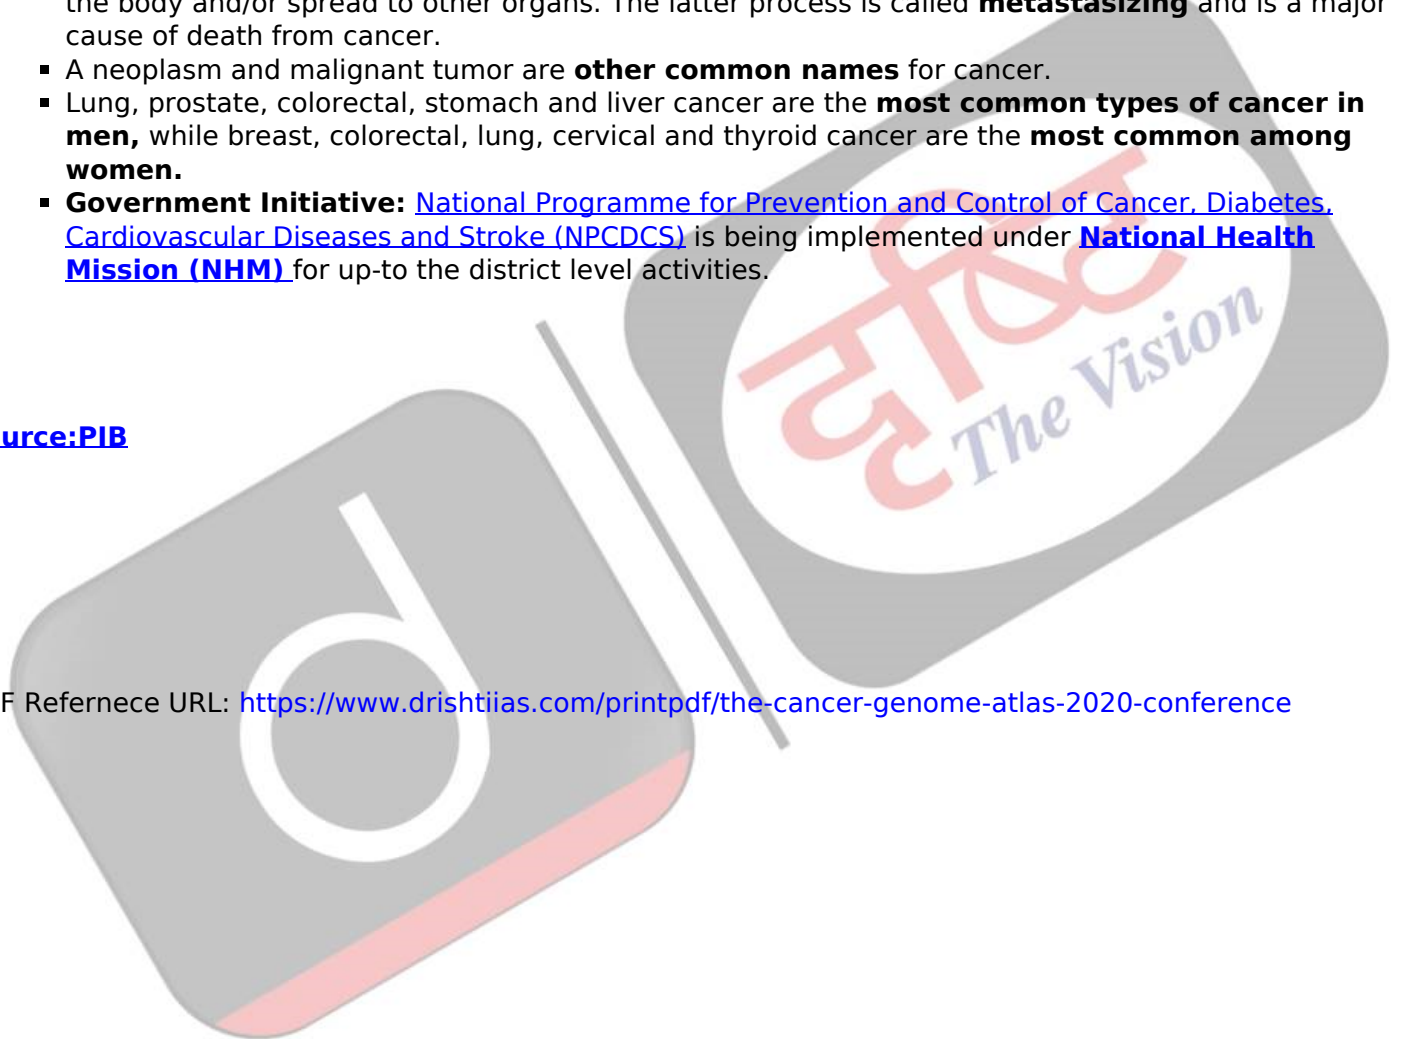 the body and/or spread to other organs. The latter process is called metastasizing and is a major
cause of death from cancer.
A neoplasm and malignant tumor are other common names for cancer.
Lung, prostate, colorectal, stomach and liver cancer are the most common types of cancer in
men, while breast, colorectal, lung, cervical and thyroid cancer are the most common among
women.
Government Initiative: National Programme for Prevention and Control of Cancer, Diabetes,
Cardiovascular Diseases and Stroke (NPCDCS) is being implemented under National Health
Mission (NHM) for up-to the district level activities.
दृष्टि
The Vision
urce:PIB
d
F Refernece URL: https://www.drishtiias.com/printpdf/the-cancer-genome-atlas-2020-conference